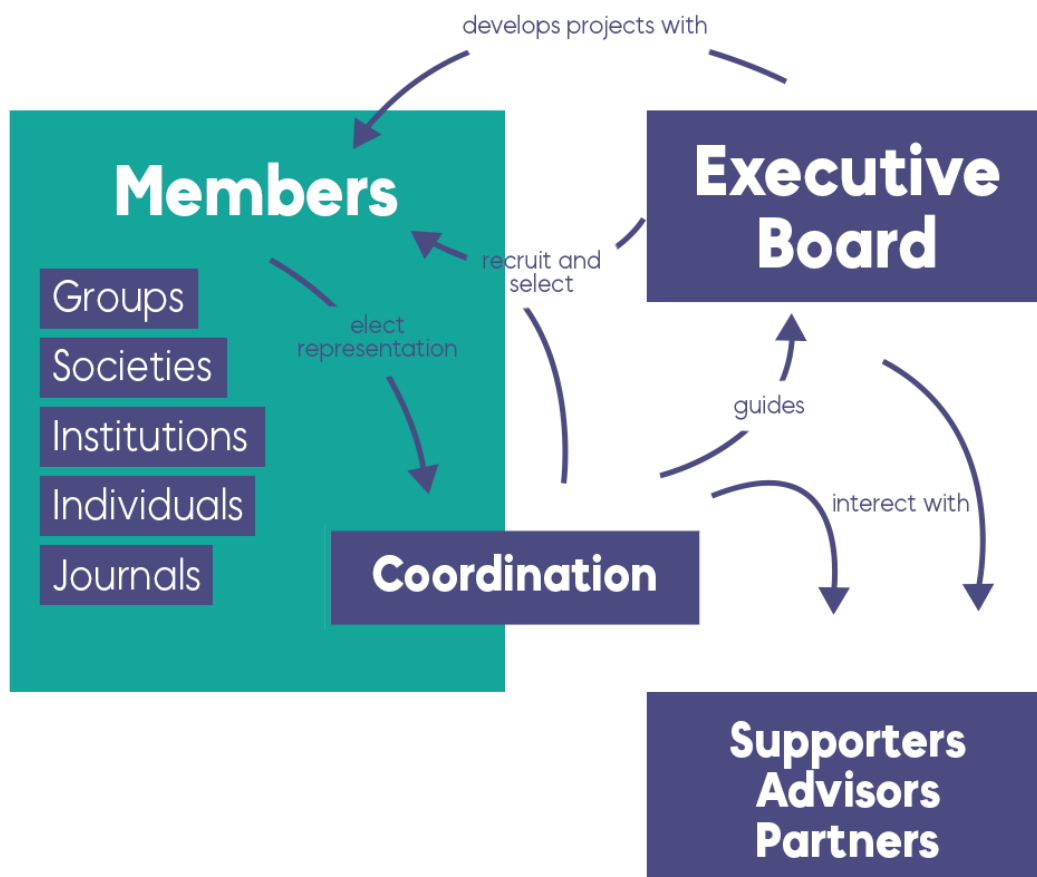 develops projects with
Members
Executive
Board
recruit and
select
Groups
Societies
Institutions
Individuals
Journals
elect
representation
guides
interect with
Coordination
Supporters
Advisors
Partners